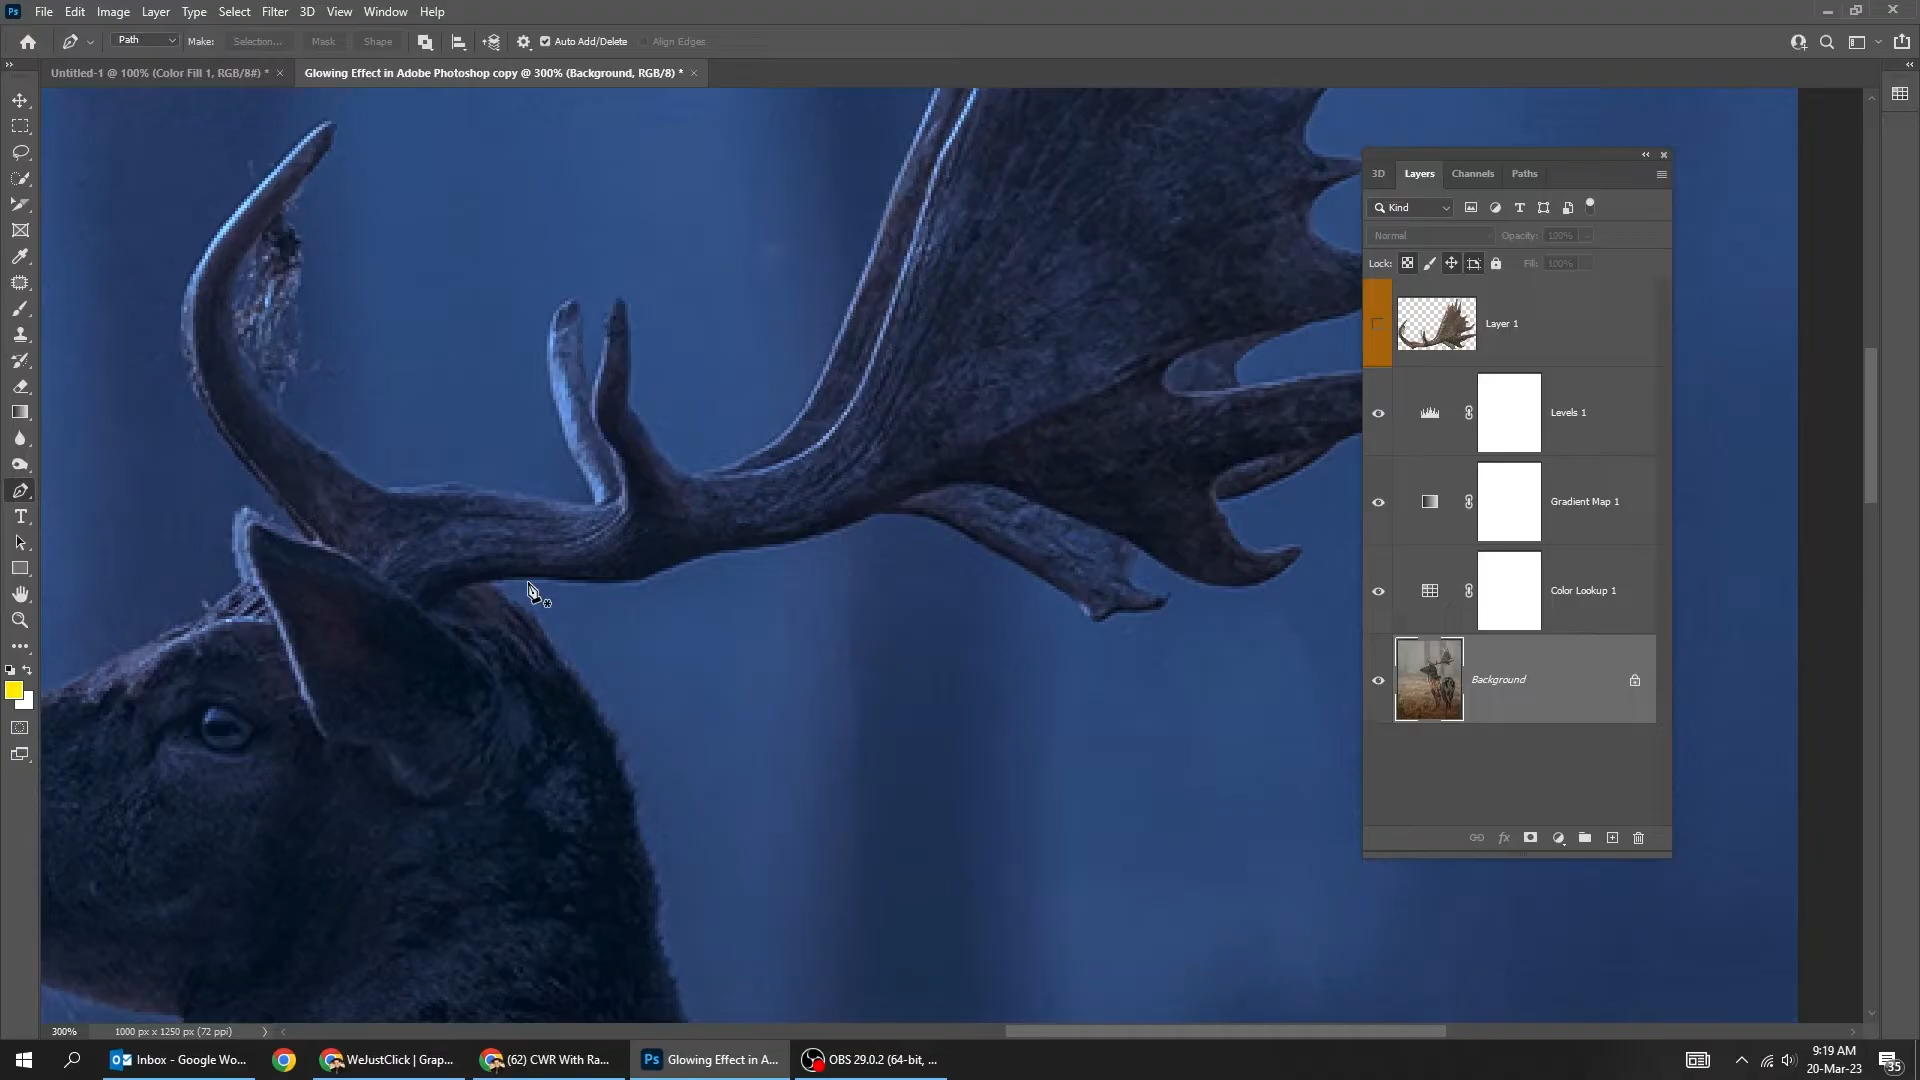 Ps File Edit Image Layer Type Select Filter 3D View Window Help
Path Make: Selection... Mask Shape Auto Add/Delete Align Edges
Untitled-1 @ 100% (Color Fill 1, RGB/8#) * × Glowing Effect in Adobe Photoshop copy @ 300% (Background, RGB/8) * ×
3D Layers Channels Paths
Kind
Normal Opacity: 100%
Lock: Fill: 100%
Layer 1
Levels 1
Gradient Map 1
Color Lookup 1
Background
fx
300% 1000 px x 1250 px (72 ppi)
Inbox - Google Wo... WeJustClick | Grap... (62) CWR With Ra... Ps Glowing Effect in A... OBS 29.0.2 (64-bit, ...
9:19 AM
20-Mar-23
35